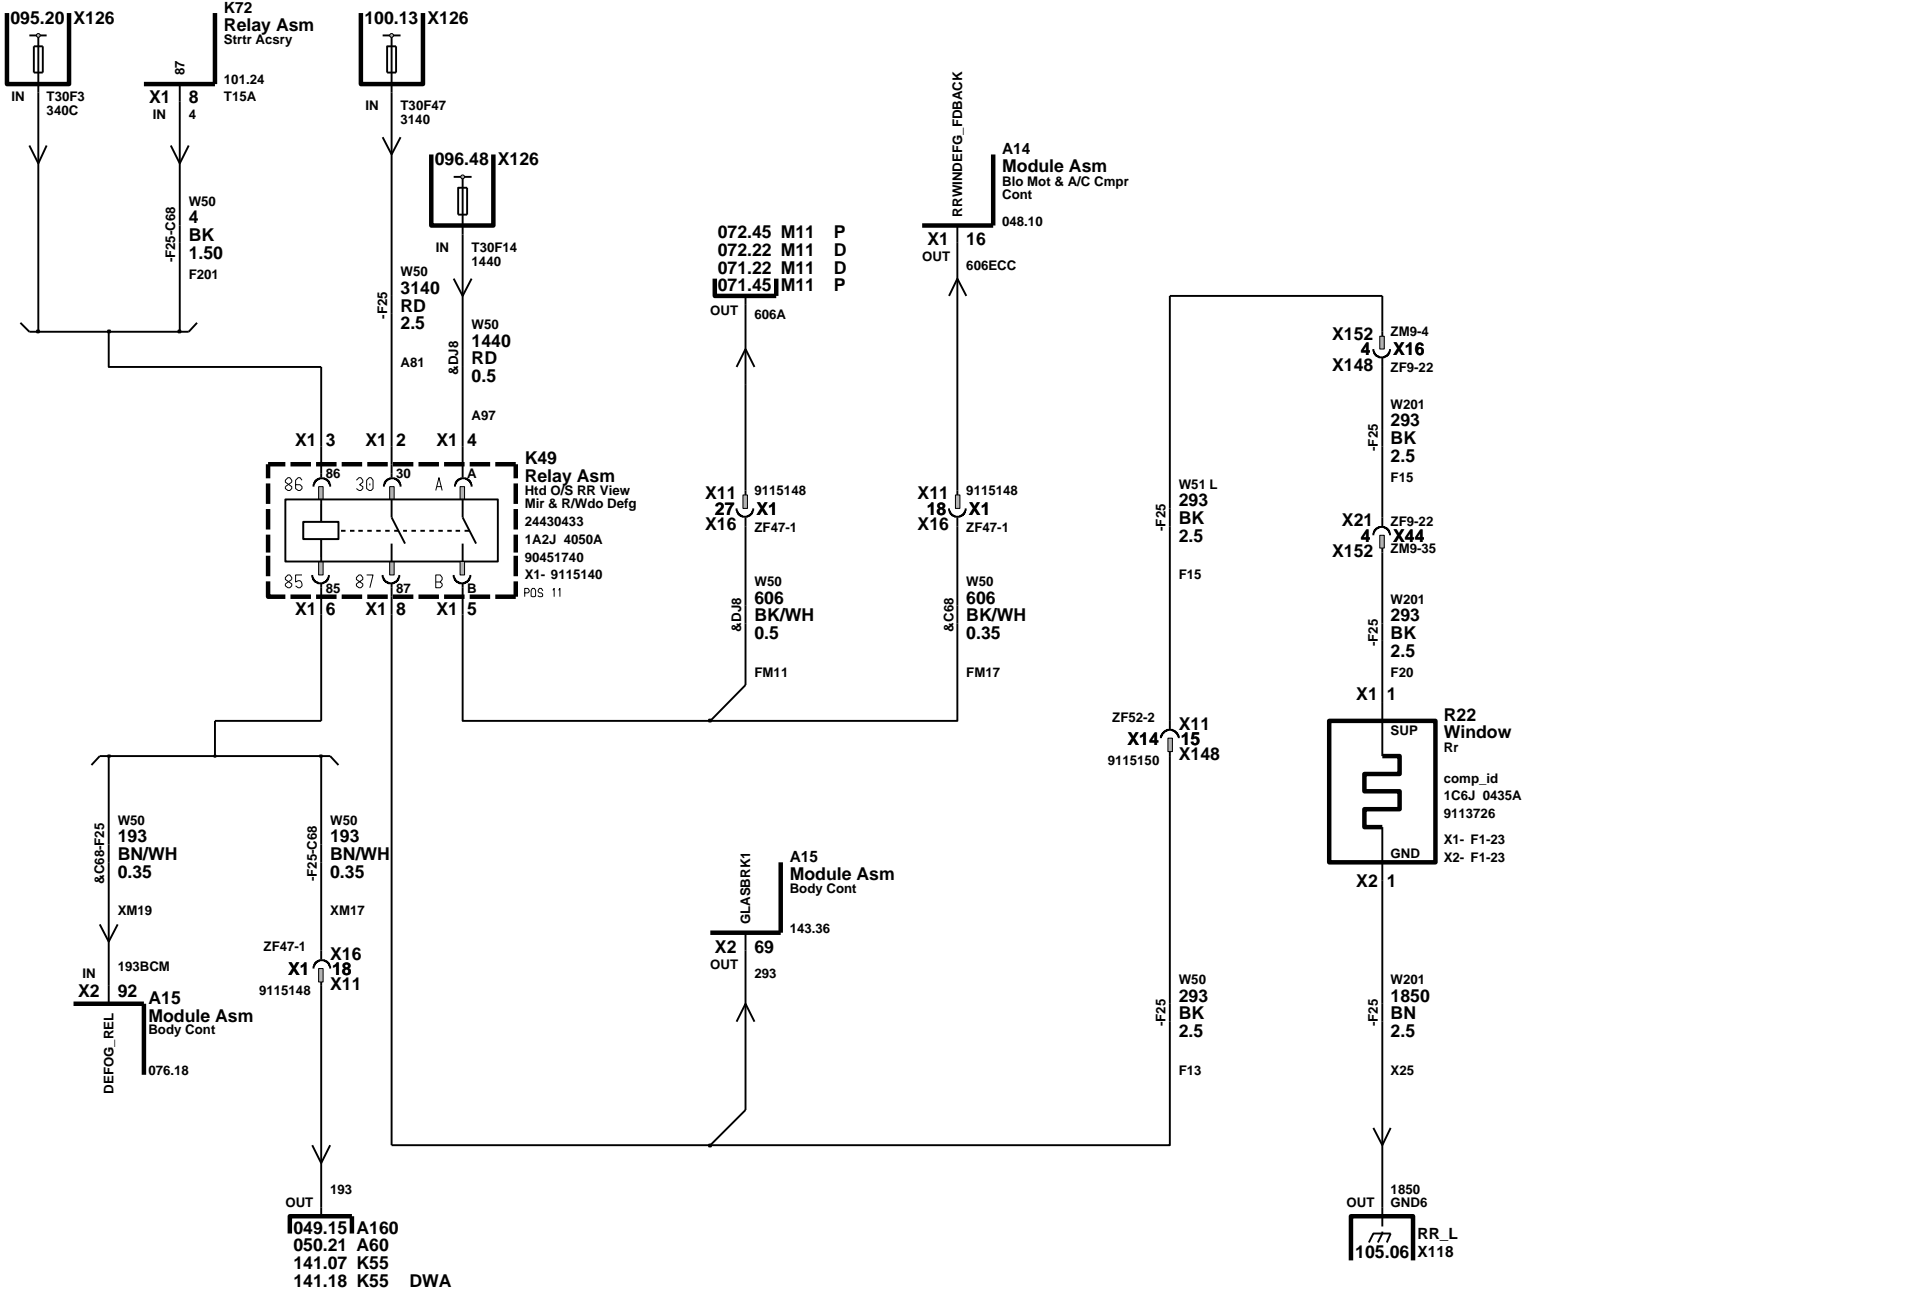 095.20 X126
IN T30F3
340C
K72
Relay Asm
Strtr Acsry
87
101.24
X1 8 T15A
IN 4
-F25-C68
W50
4
BK
1.50
F201
100.13 X126
IN T30F47
3140
-F25
W50
3140
RD
2.5
A81
096.48 X126
IN T30F14
1440
&DJ8
W50
1440
RD
0.5
A97
X1 3 X1 2 X1 4
86 30 A
86 30 A
85 87 B
85 87 B
X1 6 X1 8 X1 5
K49
Relay Asm
Htd O/S RR View
Mir & R/Wdo Defg
24430433
1A2J 4050A
90451740
X1- 9115140
POS 11
072.45 M11 P
072.22 M11 D
071.22 M11 D
071.45 M11 P
OUT 606A
X11 9115148
27 X1
X16 ZF47-1
&DJ8
W50
606
BK/WH
0.5
FM11
RRWINDEFG_FDBACK
A14
Module Asm
Blo Mot & A/C Cmpr
Cont
048.10
X1 16
OUT 606ECC
X11 9115148
18 X1
X16 ZF47-1
&C68
W50
606
BK/WH
0.35
FM17
-F25
W51 L
293
BK
2.5
F15
ZF52-2 X11
X14 15
9115150 X148
-F25
W50
293
BK
2.5
F13
X152 ZM9-4
4 X16
X148 ZF9-22
-F25
W201
293
BK
2.5
F15
X21 ZF9-22
4 X44
X152 ZM9-35
-F25
W201
293
BK
2.5
F20
X1 1
SUP
GND
R22
Window
Rr
comp_id
1C6J 0435A
9113726
X1- F1-23
X2- F1-23
X2 1
-F25
W201
1850
BN
2.5
X25
1850
OUT GND6
RR_L
105.06 X118
&C68-F25
W50
193
BN/WH
0.35
XM19
IN 193BCM
X2 92
DEFOG_REL
A15
Module Asm
Body Cont
076.18
-F25-C68
W50
193
BN/WH
0.35
XM17
ZF47-1 X16
X1 18
9115148 X11
193
OUT
049.15 A160
050.21 A60
141.07 K55
141.18 K55 DWA
GLASBRK1
A15
Module Asm
Body Cont
143.36
X2 69
OUT 293